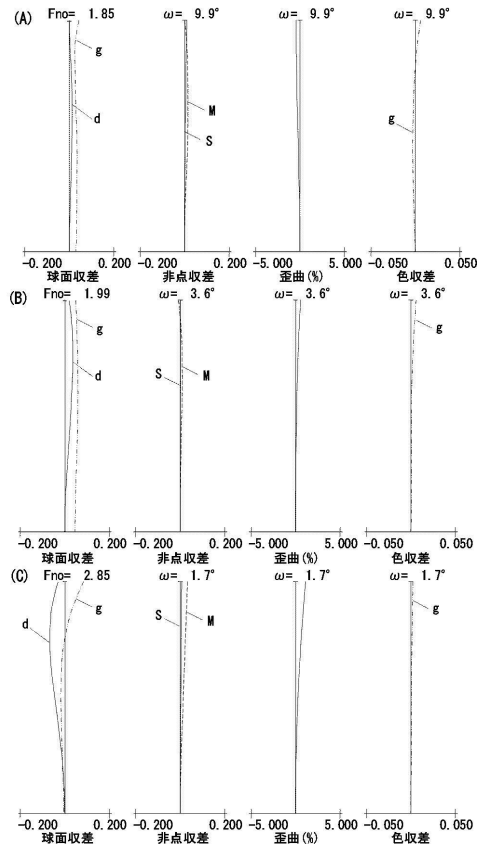 (A) Fno= 1.85 ω= 9.9° ω= 9.9° ω= 9.9°
g
d
M
S
g
-0.200 0.200 -0.200 0.200 -5.000 5.000 -0.050 0.050
球面収差 非点収差 歪曲(%) 色収差
(B) Fno= 1.99 ω= 3.6° ω= 3.6° ω= 3.6°
g
d
S
M
g
-0.200 0.200 -0.200 0.200 -5.000 5.000 -0.050 0.050
球面収差 非点収差 歪曲(%) 色収差
(C) Fno= 2.85 ω= 1.7° ω= 1.7° ω= 1.7°
g
d
S
M
g
-0.200 0.200 -0.200 0.200 -5.000 5.000 -0.050 0.050
球面収差 非点収差 歪曲(%) 色収差